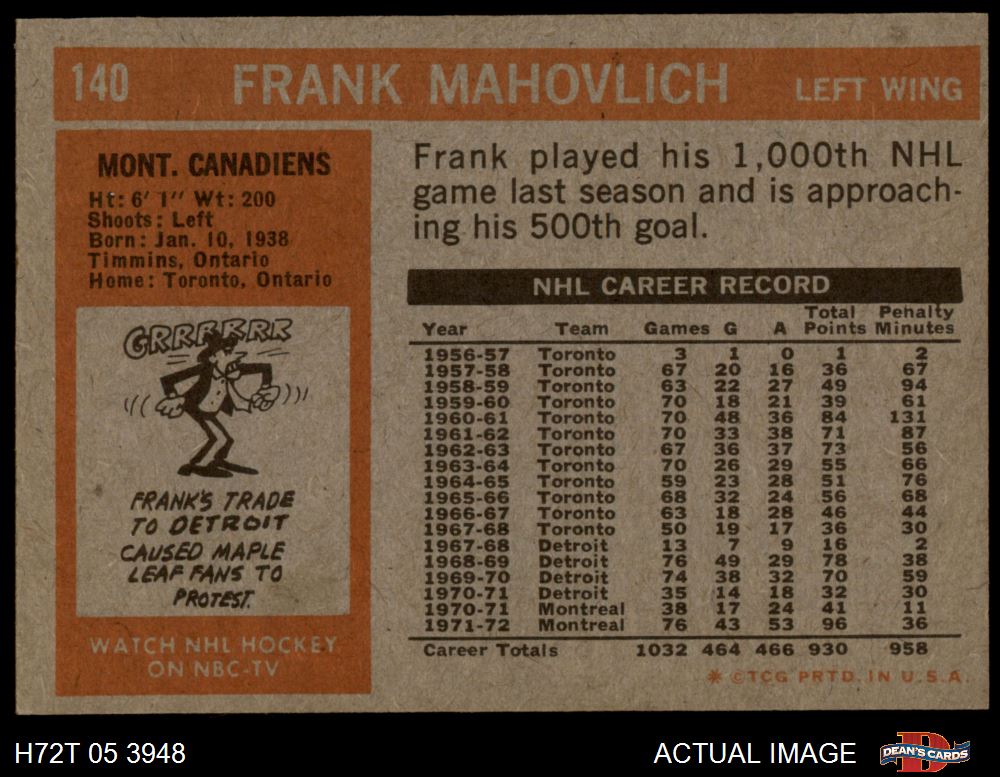 140 FRANK MAHOVLICH LEFT WING
MONT. CANADIENS
Ht: 6' 1" Wt: 200
Shoots: Left
Born: Jan. 10, 1938
Timmins, Ontario
Home: Toronto, Ontario
GRRRRRR
FRANK'S TRADE
TO DETROIT
CAUSED MAPLE
LEAF FANS TO
PROTEST.
WATCH NHL HOCKEY
ON NBC-TV
Frank played his 1,000th NHL
game last season and is approach-
ing his 500th goal.
NHL CAREER RECORD
Year Team Games G A Total Points Penalty Minutes
1956-57 Toronto 3 1 0 1 2
1957-58 Toronto 67 20 16 36 67
1958-59 Toronto 63 22 27 49 94
1959-60 Toronto 70 18 21 39 61
1960-61 Toronto 70 48 36 84 131
1961-62 Toronto 70 33 38 71 87
1962-63 Toronto 67 36 37 73 56
1963-64 Toronto 70 26 29 55 66
1964-65 Toronto 59 23 28 51 76
1965-66 Toronto 68 32 24 56 68
1966-67 Toronto 63 18 28 46 44
1967-68 Toronto 50 19 17 36 30
1967-68 Detroit 13 7 9 16 2
1968-69 Detroit 76 49 29 78 38
1969-70 Detroit 74 38 32 70 59
1970-71 Detroit 35 14 18 32 30
1970-71 Montreal 38 17 24 41 11
1971-72 Montreal 76 43 53 96 36
Career Totals 1032 464 466 930 958
* ©TCG PRTD. IN U.S.A.
H72T 05 3948 ACTUAL IMAGE DEAN'S CARDS